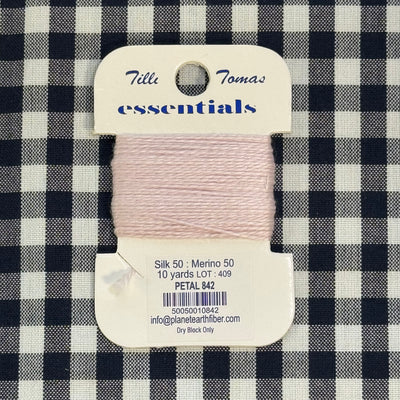 Tilli Tomas
essentials
Silk 50 : Merino 50
10 yards LOT : 409
PETAL 842
50050010842
info@planetearthfiber.com
Dry Block Only